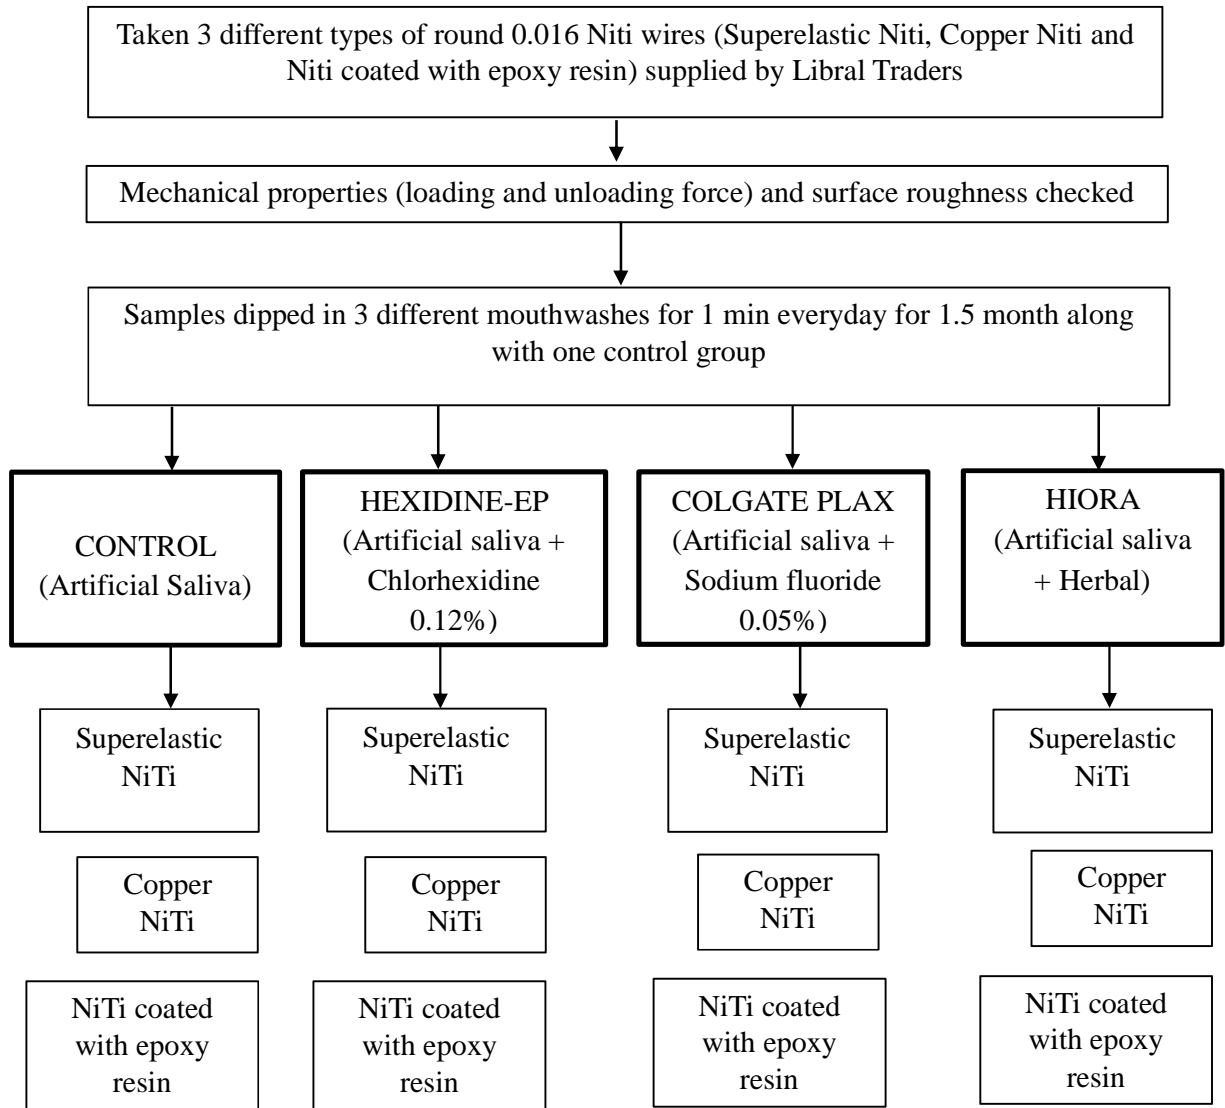 Taken 3 different types of round 0.016 Niti wires (Superelastic Niti, Copper Niti and
Niti coated with epoxy resin) supplied by Libral Traders
Mechanical properties (loading and unloading force) and surface roughness checked
Samples dipped in 3 different mouthwashes for 1 min everyday for 1.5 month along
with one control group
CONTROL
(Artificial Saliva)
HEXIDINE-EP
(Artificial saliva +
Chlorhexidine
0.12%)
COLGATE PLAX
(Artificial saliva +
Sodium fluoride
0.05%)
HIORA
(Artificial saliva
+ Herbal)
Superelastic
NiTi
Superelastic
NiTi
Superelastic
NiTi
Superelastic
NiTi
Copper
NiTi
Copper
NiTi
Copper
NiTi
Copper
NiTi
NiTi coated
with epoxy
resin
NiTi coated
with epoxy
resin
NiTi coated
with epoxy
resin
NiTi coated
with epoxy
resin